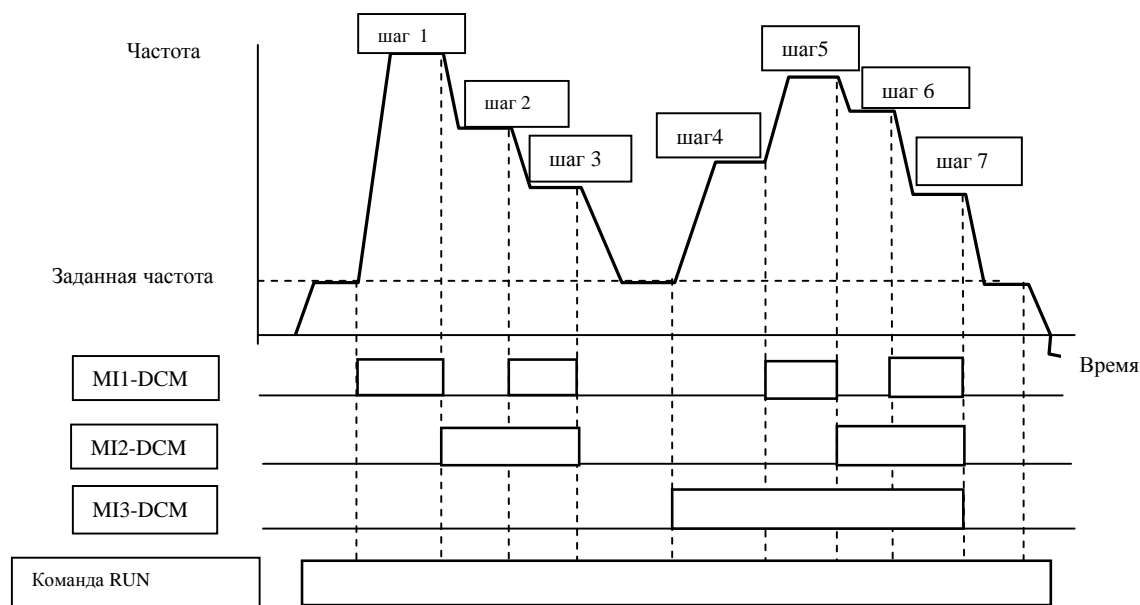 Частота
шаг 1
шаг 2
шаг 3
шаг4
шаг5
шаг 6
шаг 7
Заданная частота
Время
MI1-DCM
MI2-DCM
MI3-DCM
Команда RUN